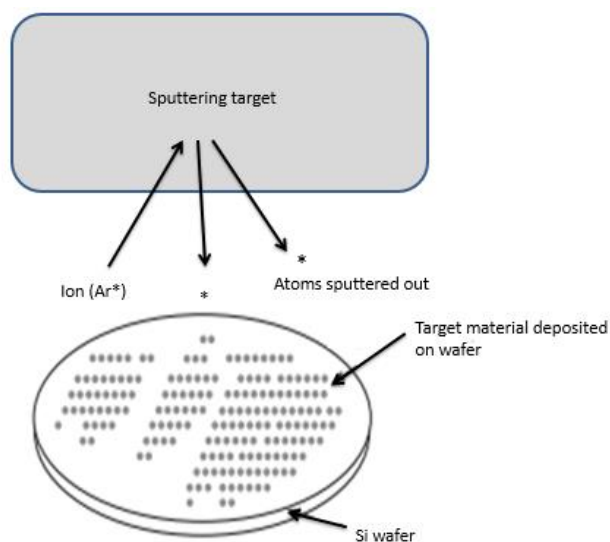 Sputtering target
Ion (Ar*)
*
*
Atoms sputtered out
Target material deposited
on wafer
Si wafer